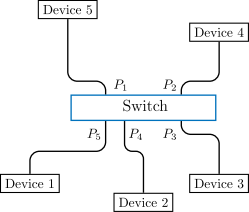 Device 5
Device 4
P₁
P₂
Switch
P₅
P₄
P₃
Device 1
Device 2
Device 3